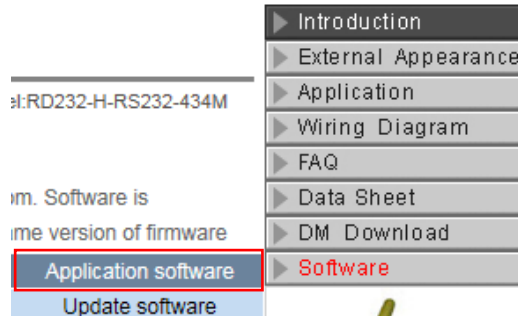 Introduction
External Appearance
Application
Wiring Diagram
FAQ
Data Sheet
DM Download
Software
el:RD232-H-RS232-434M
om. Software is
ame version of firmware
Application software
Update software